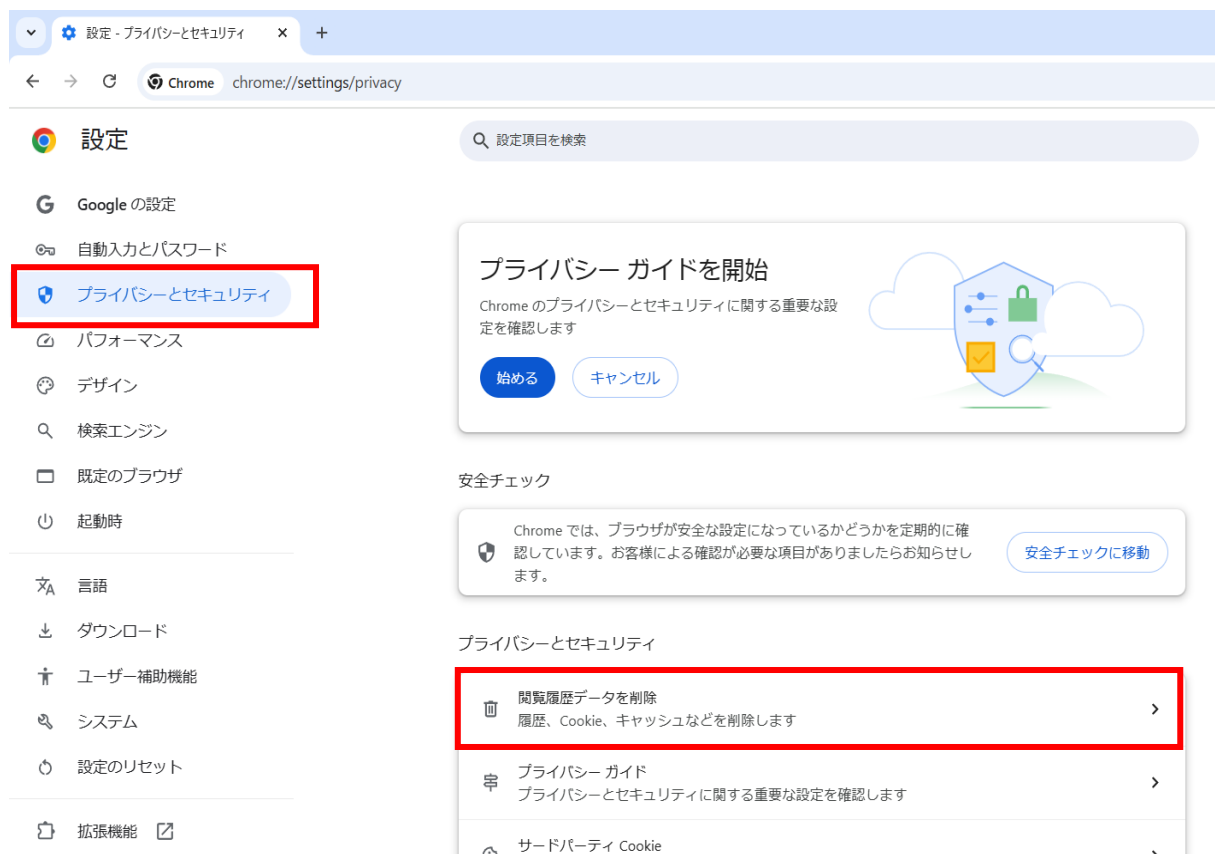 設定 - プライバシーとセキュリティ
Chrome
chrome://settings/privacy
設定
設定項目を検索
Google の設定
自動入力とパスワード
プライバシーとセキュリティ
パフォーマンス
デザイン
検索エンジン
既定のブラウザ
起動時
言語
ダウンロード
ユーザー補助機能
システム
設定のリセット
拡張機能
プライバシー ガイドを開始
Chrome のプライバシーとセキュリティに関する重要な設
定を確認します
始める
キャンセル
安全チェック
Chrome では、ブラウザが安全な設定になっているかどうかを定期的に確
認しています。お客様による確認が必要な項目がありましたらお知らせし
ます。
安全チェックに移動
プライバシーとセキュリティ
閲覧履歴データを削除
履歴、Cookie、キャッシュなどを削除します
プライバシー ガイド
プライバシーとセキュリティに関する重要な設定を確認します
サードパーティ Cookie